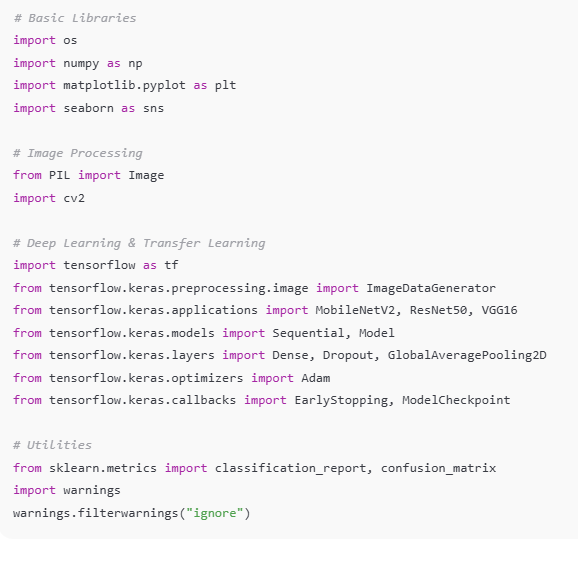 # Basic Libraries
import os
import numpy as np
import matplotlib.pyplot as plt
import seaborn as sns
# Image Processing
from PIL import Image
import cv2
# Deep Learning & Transfer Learning
import tensorflow as tf
from tensorflow.keras.preprocessing.image import ImageDataGenerator
from tensorflow.keras.applications import MobileNetV2, ResNet50, VGG16
from tensorflow.keras.models import Sequential, Model
from tensorflow.keras.layers import Dense, Dropout, GlobalAveragePooling2D
from tensorflow.keras.optimizers import Adam
from tensorflow.keras.callbacks import EarlyStopping, ModelCheckpoint
# Utilities
from sklearn.metrics import classification_report, confusion_matrix
import warnings
warnings.filterwarnings("ignore")